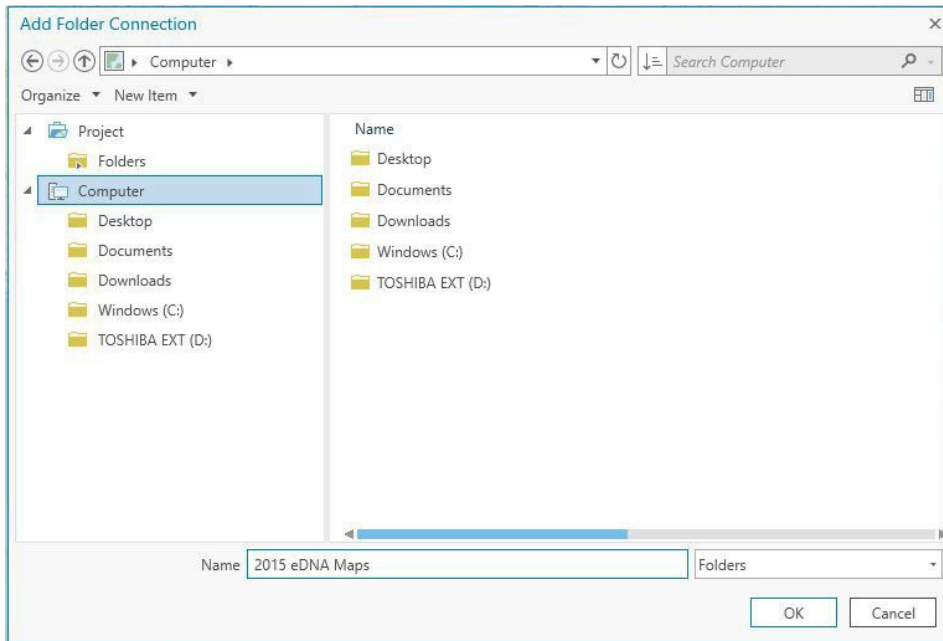 Add Folder Connection
Computer
Search Computer
Organize New Item
Project
Folders
Computer
Desktop
Documents
Downloads
Windows (C:)
TOSHIBA EXT (D:)
Name
Desktop
Documents
Downloads
Windows (C:)
TOSHIBA EXT (D:)
Name 2015 eDNA Maps Folders
OK Cancel